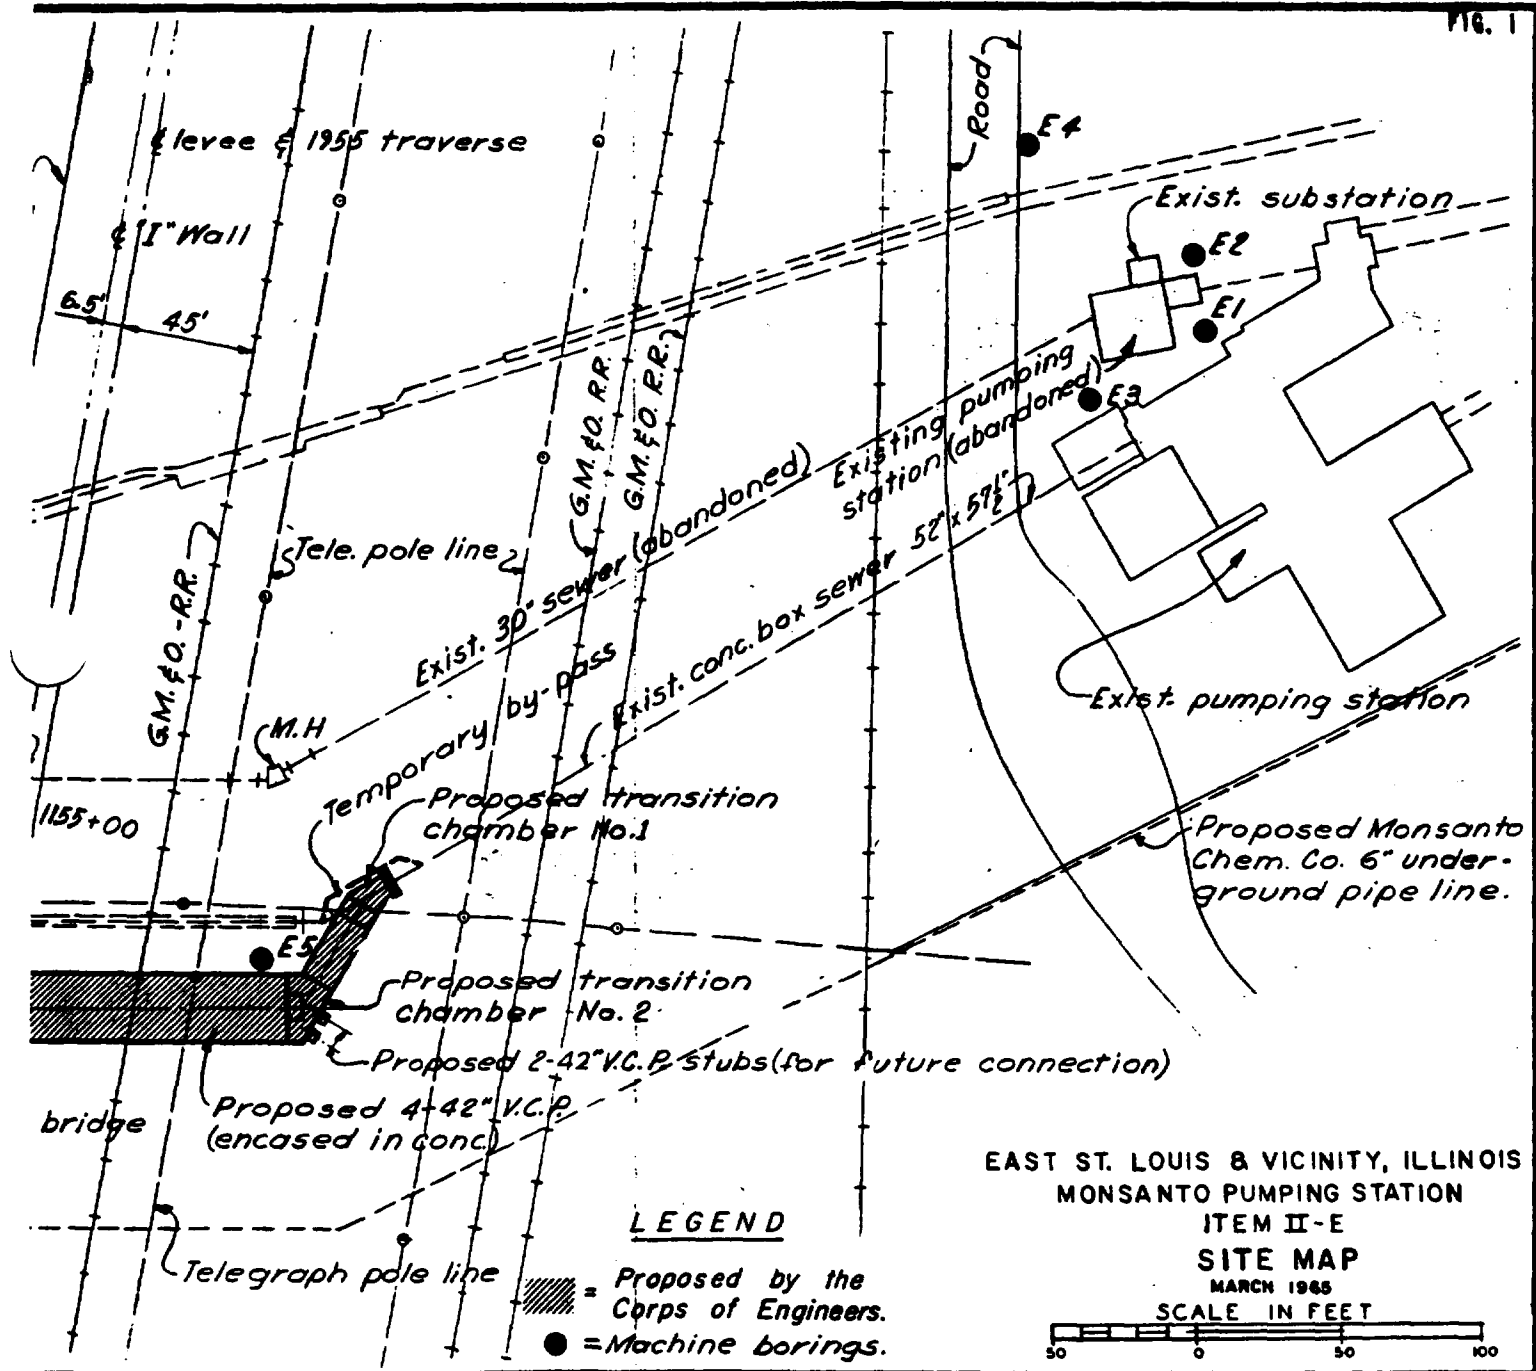 FIG. 1
Road
E4
℄ levee & ℄ 1955 traverse
Exist. substation
℄ "I" Wall
E2
6.5'
45'
E1
G.M. & O. R.R.
G.M. & O. R.R.
Existing pumping
station (abandoned)
E3
Exist. 30" sewer (abandoned)
Exist. conc. box sewer 52" x 57½"
Tele. pole line
G.M. & O. R.R.
Temporary by-pass
M.H
Exist. pumping station
Proposed transition
chamber No. 1
1155+00
Proposed Monsanto
Chem. Co. 6" under-
ground pipe line.
E5
Proposed transition
chamber No. 2
Proposed 2-42" V.C.P. stubs (for future connection)
Proposed 4-42" V.C.P.
(encased in conc.)
bridge
Telegraph pole line
LEGEND
= Proposed by the
Corps of Engineers.
= Machine borings.
EAST ST. LOUIS & VICINITY, ILLINOIS
MONSANTO PUMPING STATION
ITEM II-E
SITE MAP
MARCH 1965
SCALE IN FEET
50 0 50 100